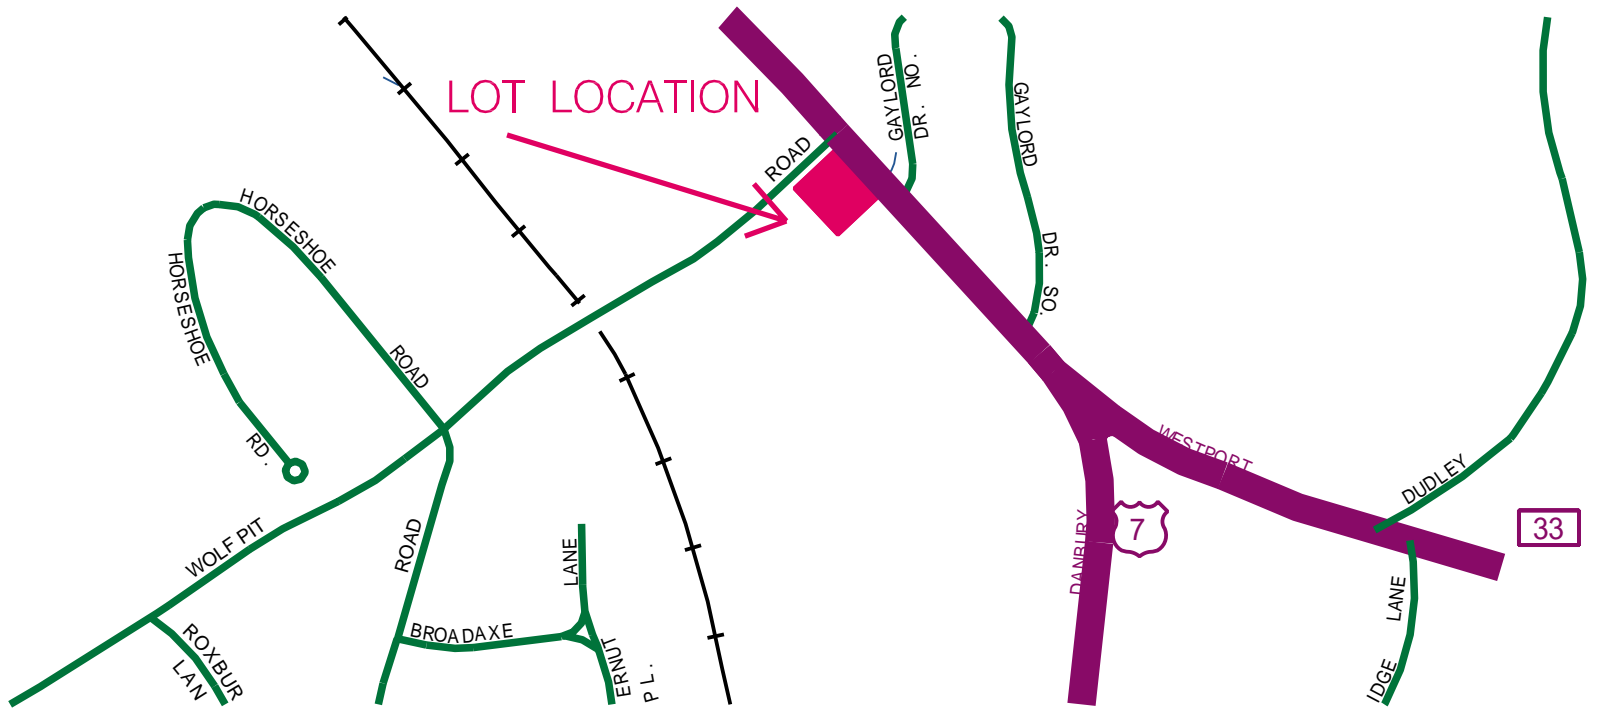 LOT LOCATION
GAYLORD
DR. NO.
GAYLORD
DR. SO.
ROAD
HORSESHOE
HORSESHOE
ROAD
RD.
WOLF PIT
ROAD
ROXBUR
LAN
BROADAXE
LANE
ERNUT
PL.
WESTPORT
DANBURY
7
DUDLEY
33
LANE
IDGE